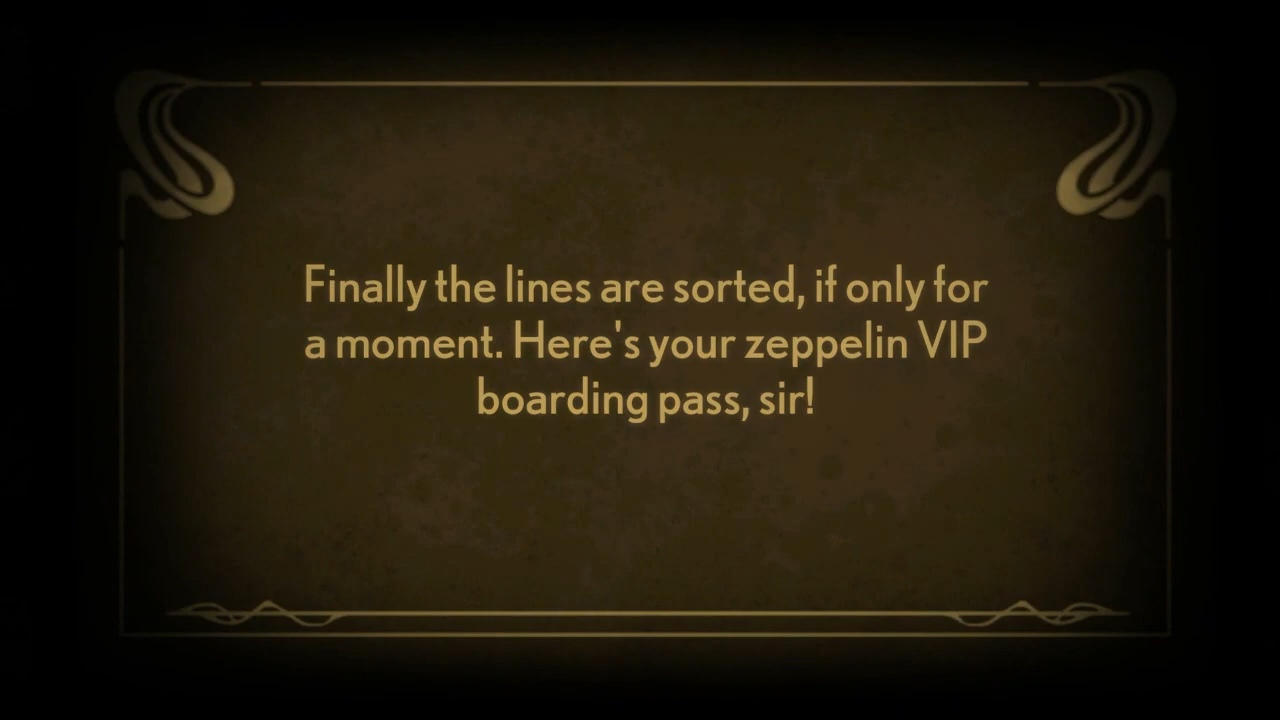 Finally the lines are sorted, if only for
a moment. Here's your zeppelin VIP
boarding pass, sir!